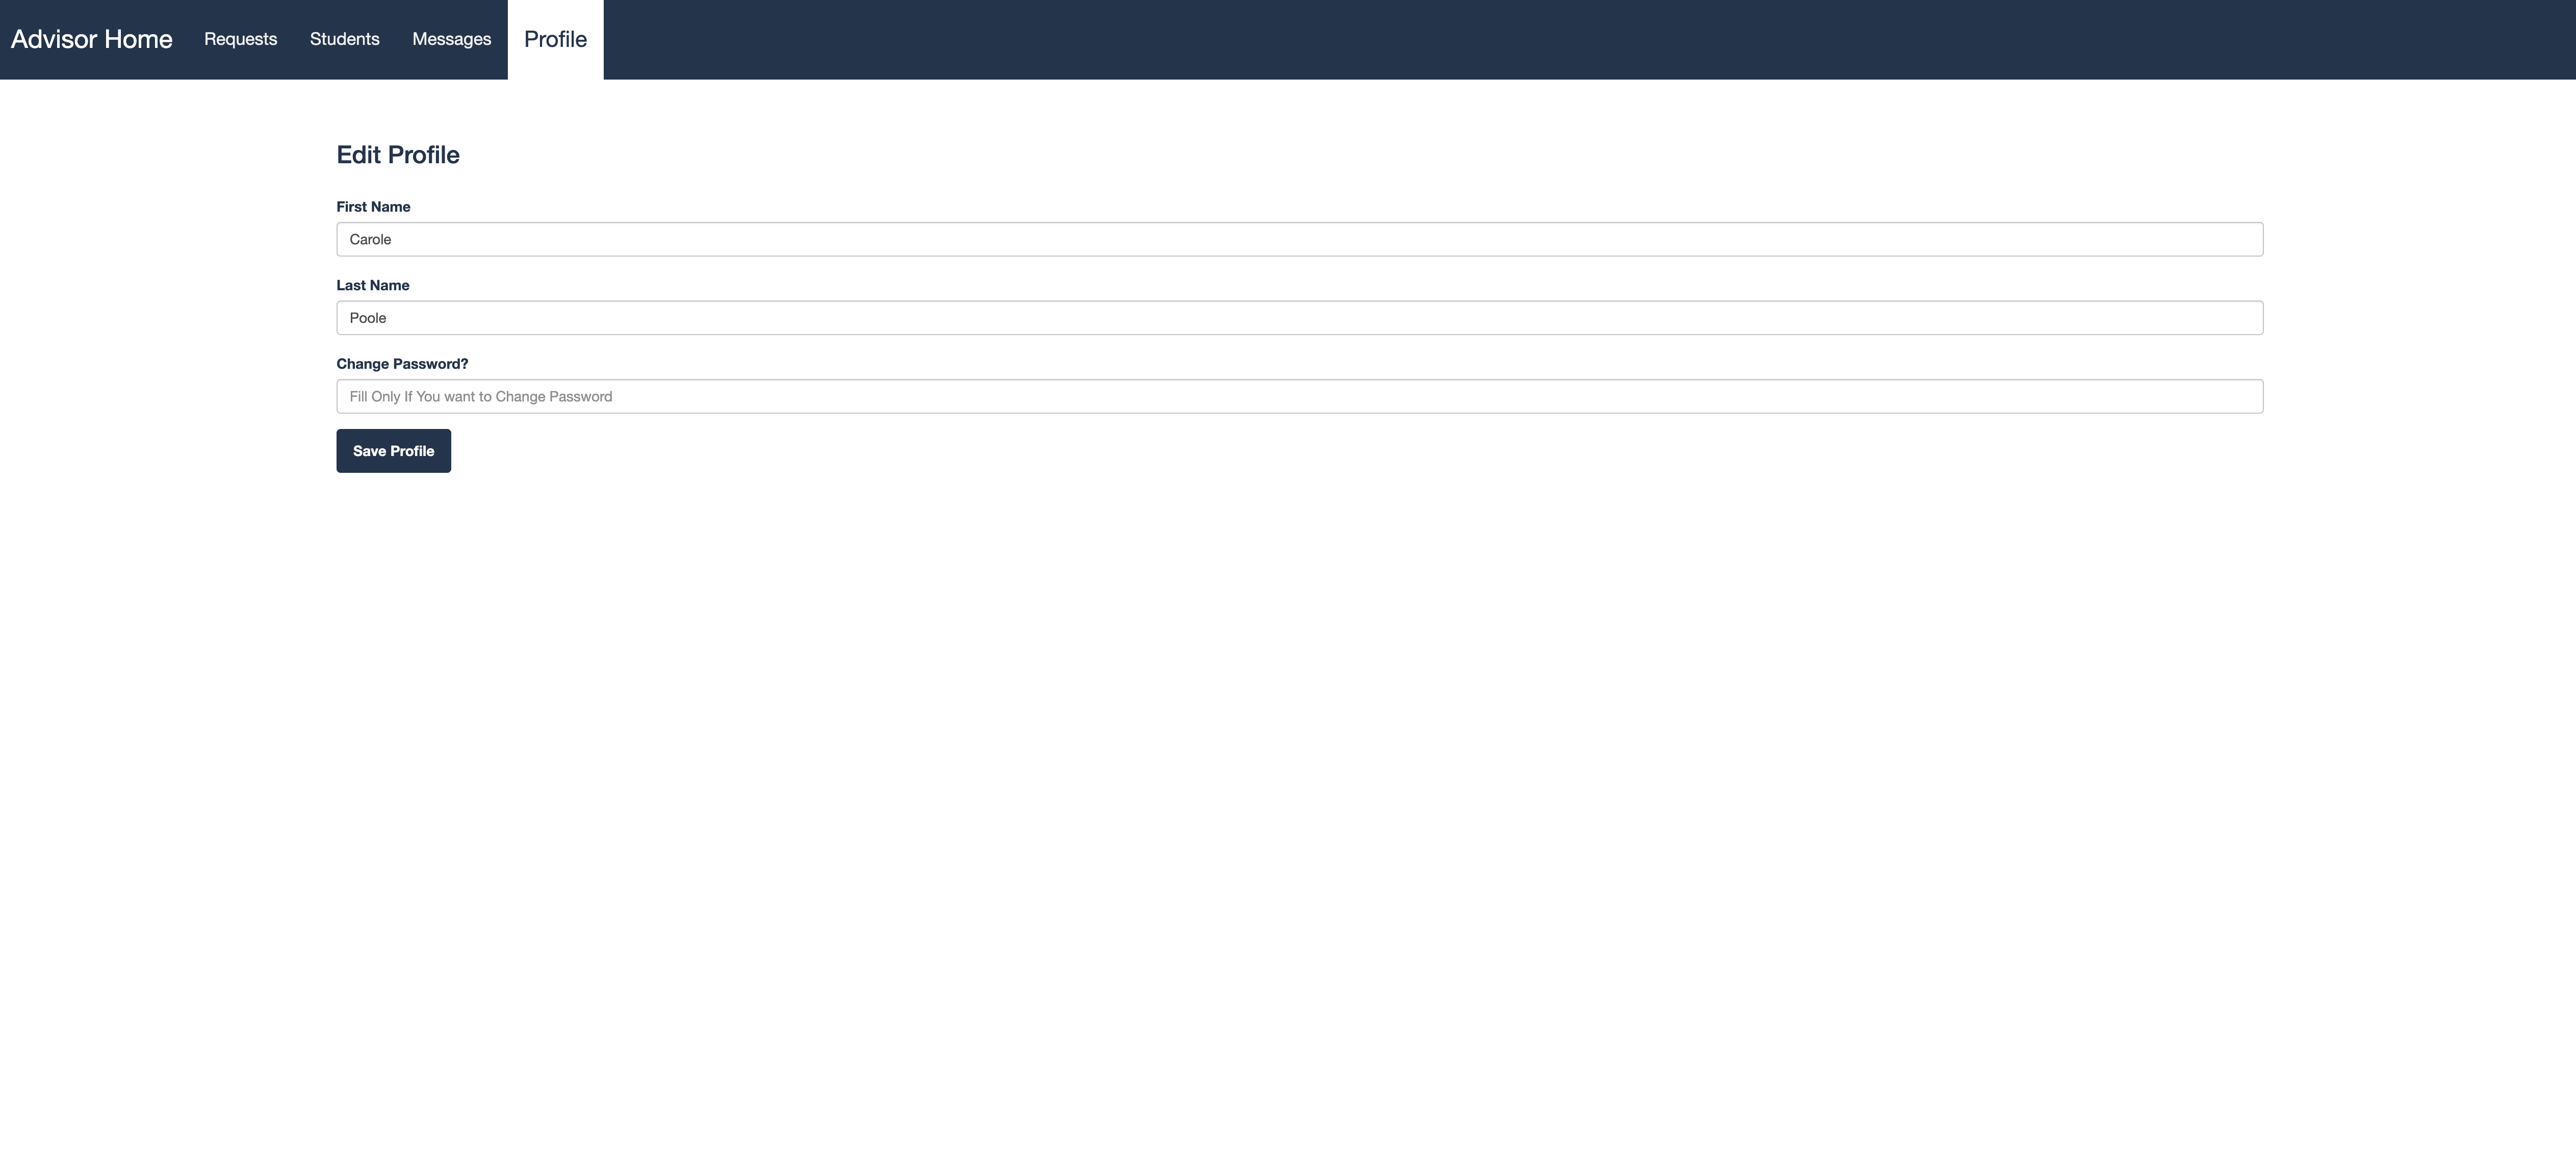 Advisor Home Requests Students Messages Profile
Edit Profile
First Name
Carole
Last Name
Poole
Change Password?
Fill Only If You want to Change Password
Save Profile